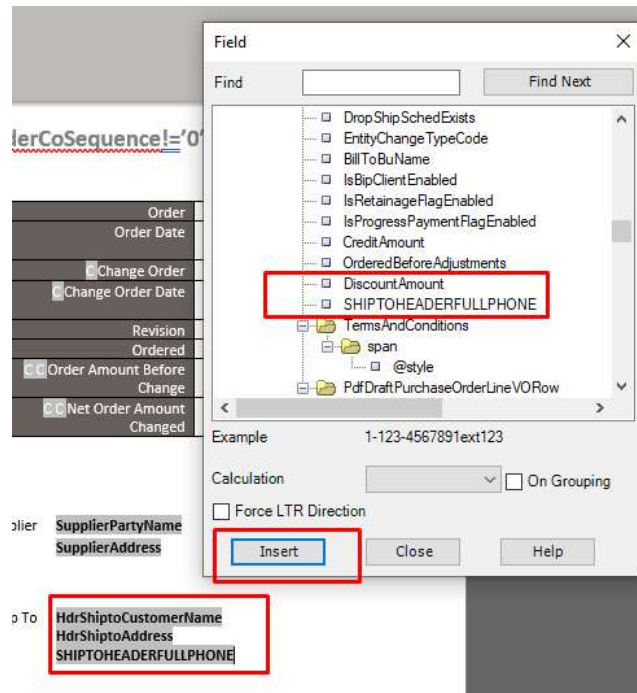 Field
Find
Find Next
DropShipSchedExists
EntityChangeTypeCode
BillToBuName
IsBipClientEnabled
IsRetainageFlagEnabled
IsProgressPaymentFlagEnabled
CreditAmount
OrderedBeforeAdjustments
DiscountAmount
SHIPTOHEADERFULLPHONE
TermsAndConditions
span
@style
PdfDraftPurchaseOrderLineVORow
Example 1-123-4567891ext123
Calculation
On Grouping
Force LTR Direction
Insert Close Help
lerCoSequence!='0'
Order
Order Date
C Change Order
C Change Order Date
Revision
Ordered
C C Order Amount Before
Change
C C Net Order Amount
Changed
plier SupplierPartyName
SupplierAddress
p To HdrShiptoCustomerName
HdrShiptoAddress
SHIPTOHEADERFULLPHONE